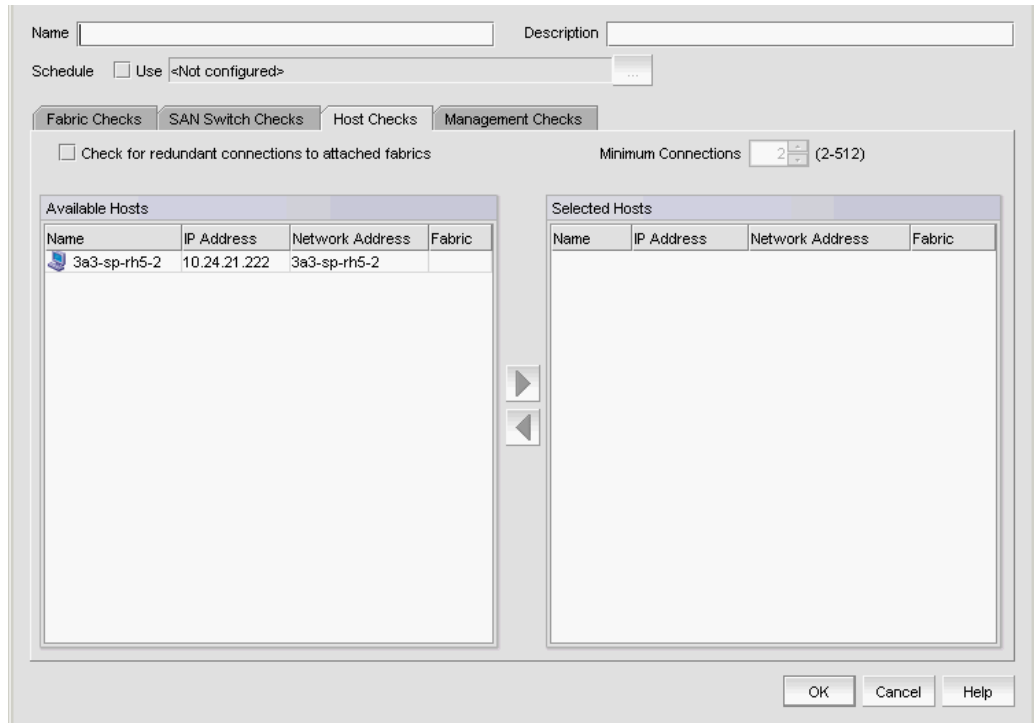 Name Description
Schedule Use <Not configured> ...
Fabric Checks SAN Switch Checks Host Checks Management Checks
Check for redundant connections to attached fabrics Minimum Connections 2 (2-512)
Available Hosts Selected Hosts
Name IP Address Network Address Fabric Name IP Address Network Address Fabric
3a3-sp-rh5-2 10.24.21.222 3a3-sp-rh5-2
OK Cancel Help